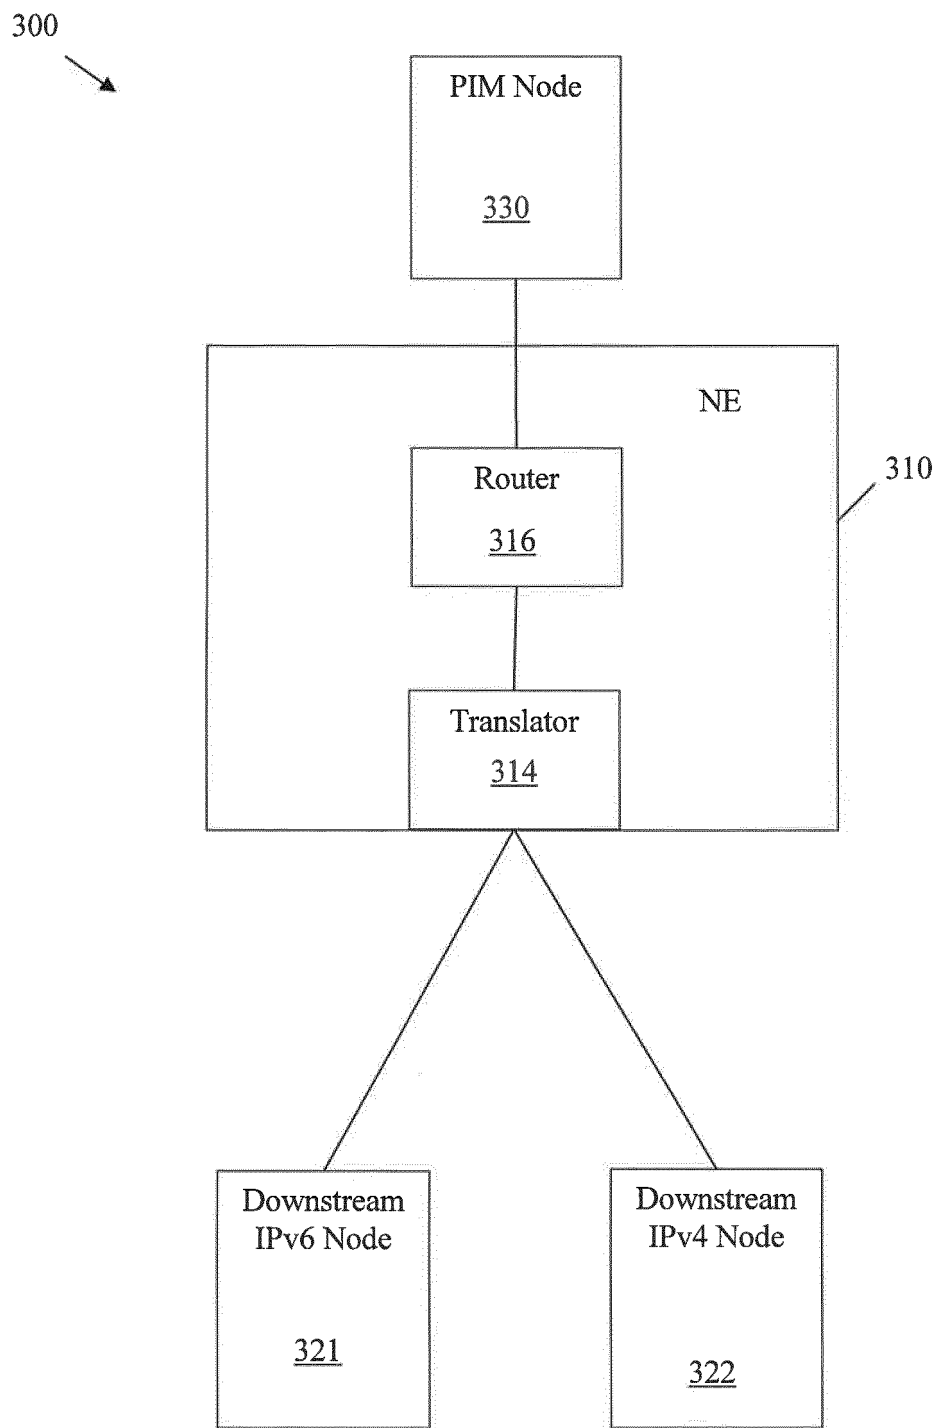 300
PIM Node
330
NE
310
Router
316
Translator
314
Downstream
IPv6 Node
321
Downstream
IPv4 Node
322